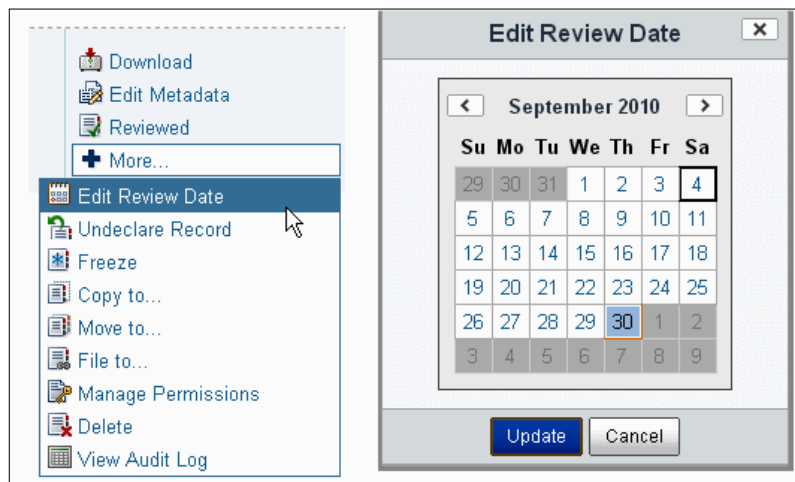 Download
Edit Metadata
Reviewed
More...
Edit Review Date
Undeclare Record
Freeze
Copy to...
Move to...
File to...
Manage Permissions
Delete
View Audit Log
Edit Review Date
September 2010
Su Mo Tu We Th Fr Sa
29 30 31 1 2 3 4
5 6 7 8 9 10 11
12 13 14 15 16 17 18
19 20 21 22 23 24 25
26 27 28 29 30 1 2
3 4 5 6 7 8 9
Update Cancel